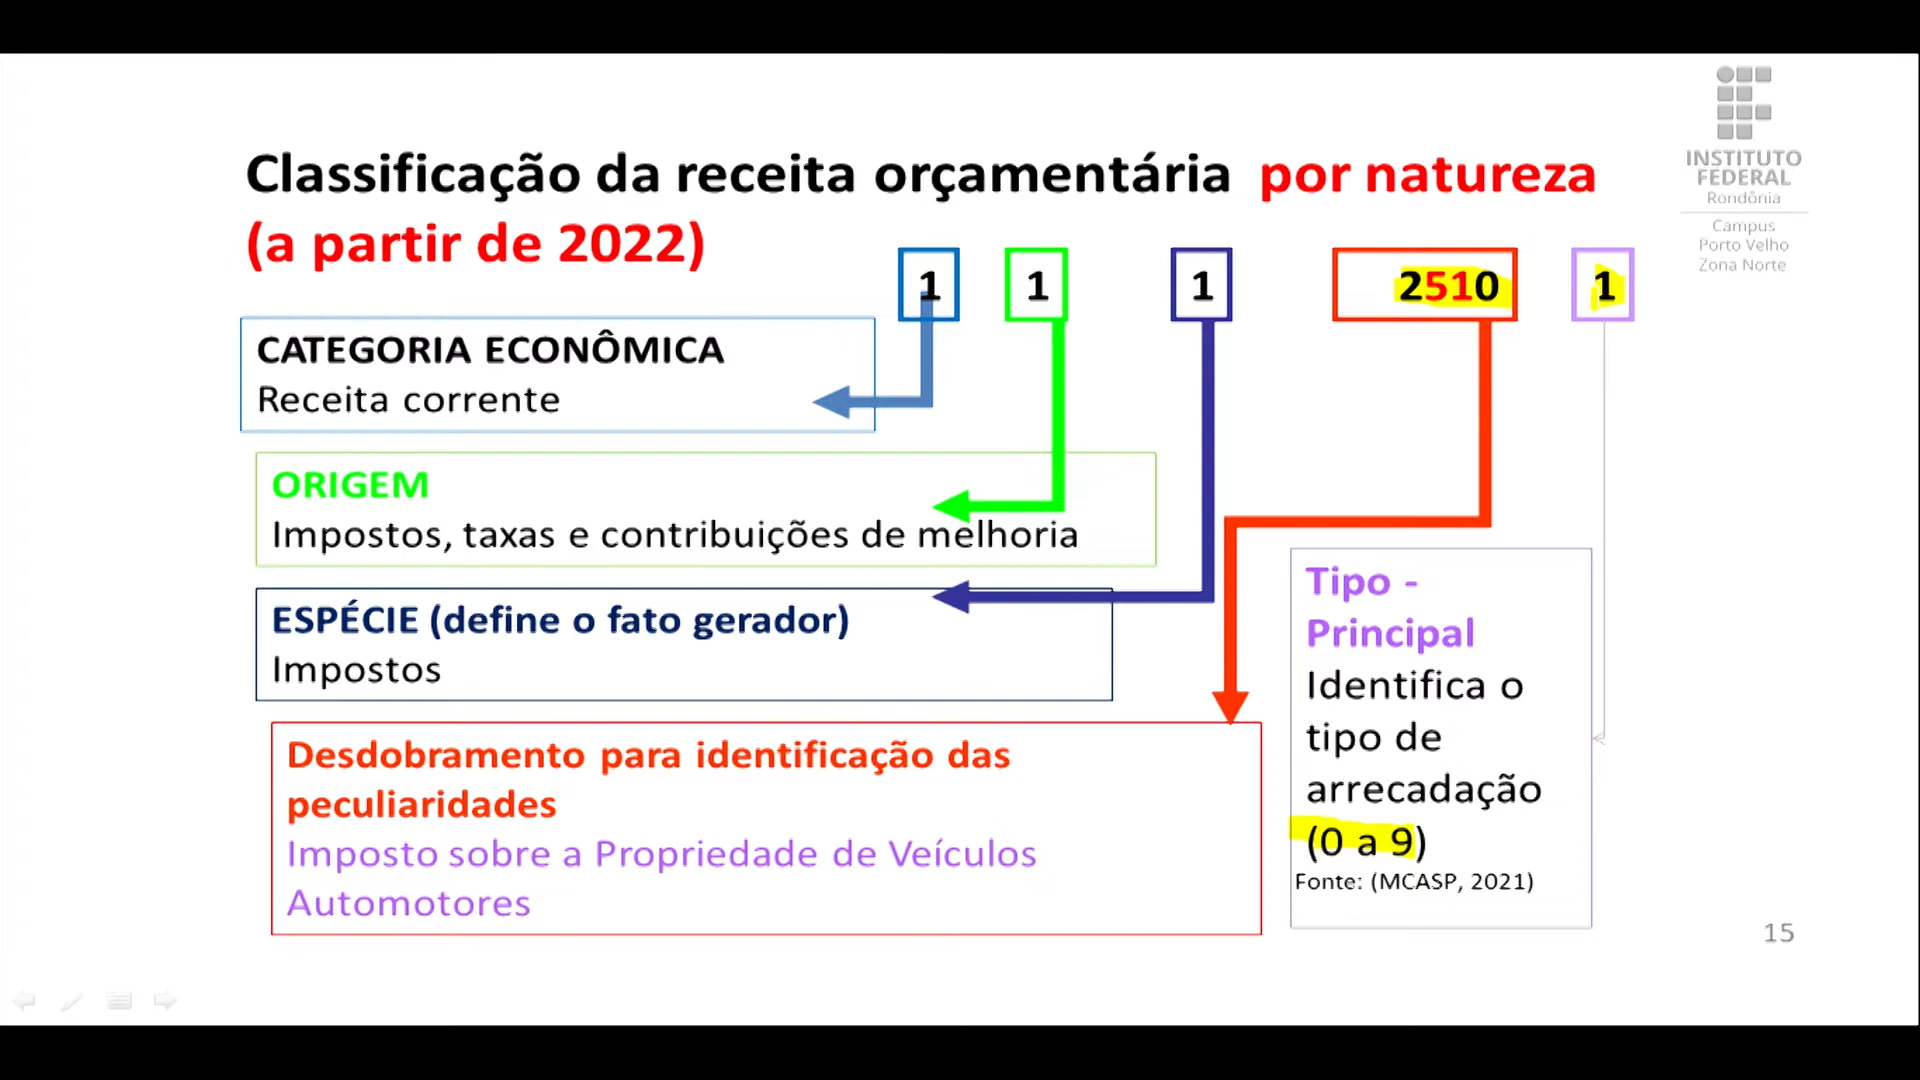 INSTITUTO
FEDERAL
Rondônia
Campus
Porto Velho
Zona Norte
Classificação da receita orçamentária por natureza
(a partir de 2022)
1 1 1 2510 1
CATEGORIA ECONÔMICA
Receita corrente
ORIGEM
Impostos, taxas e contribuições de melhoria
ESPÉCIE (define o fato gerador)
Impostos
Desdobramento para identificação das
peculiaridades
Imposto sobre a Propriedade de Veículos
Automotores
Tipo -
Principal
Identifica o
tipo de
arrecadação
(0 a 9)
Fonte: (MCASP, 2021)
15